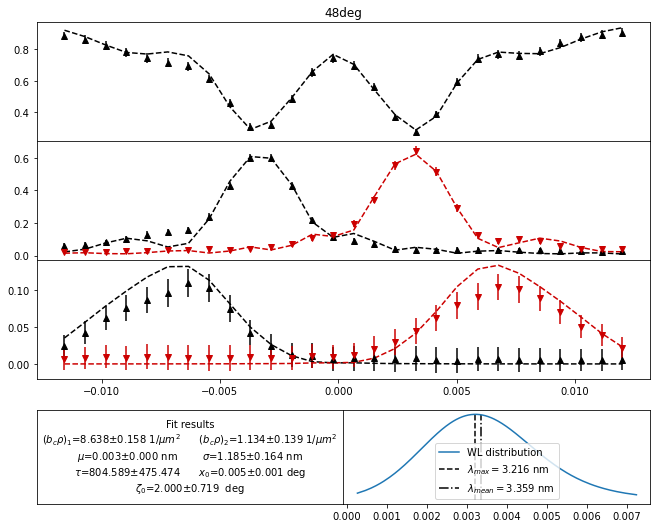 48deg
0.8
0.6
0.4
0.6
0.4
0.2
0.0
0.10
0.05
0.00
−0.010 −0.005 0.000 0.005 0.010
Fit results
(b_cρ)_1=8.638±0.158 1/μm^2 (b_cρ)_2=1.134±0.139 1/μm^2
μ=0.003±0.000 nm σ=1.185±0.164 nm
τ=804.589±475.474 x_0=0.005±0.001 deg
ζ_0=2.000±0.719 deg
WL distribution
λ_max = 3.216 nm
λ_mean = 3.359 nm
0.000 0.001 0.002 0.003 0.004 0.005 0.006 0.007